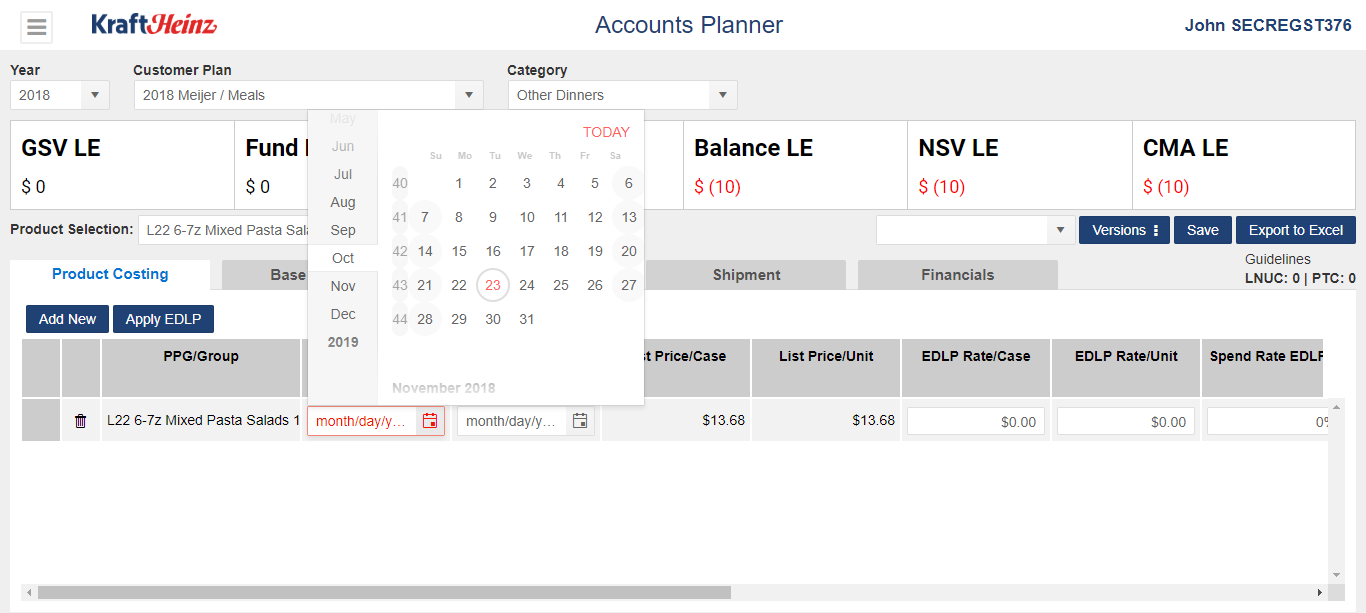 KraftHeinz
Accounts Planner
John SECREGST376
Year
Customer Plan
Category
2018
2018 Meijer / Meals
Other Dinners
GSV LE
Fund
Balance LE
NSV LE
CMA LE
$ 0
$ 0
$ (10)
$ (10)
$ (10)
May
Jun
Jul
Aug
Sep
Oct
Nov
Dec
2019
TODAY
Su Mo Tu We Th Fr Sa
40 1 2 3 4 5 6
41 7 8 9 10 11 12 13
42 14 15 16 17 18 19 20
43 21 22 23 24 25 26 27
44 28 29 30 31
November 2018
Product Selection:
L22 6-7z Mixed Pasta Sala
Versions
Save
Export to Excel
Product Costing
Base
Shipment
Financials
Guidelines
LNUC: 0 | PTC: 0
Add New
Apply EDLP
PPG/Group
t Price/Case
List Price/Unit
EDLP Rate/Case
EDLP Rate/Unit
Spend Rate EDLP
L22 6-7z Mixed Pasta Salads 1
month/day/y...
month/day/y...
$13.68
$13.68
$0.00
$0.00
0%